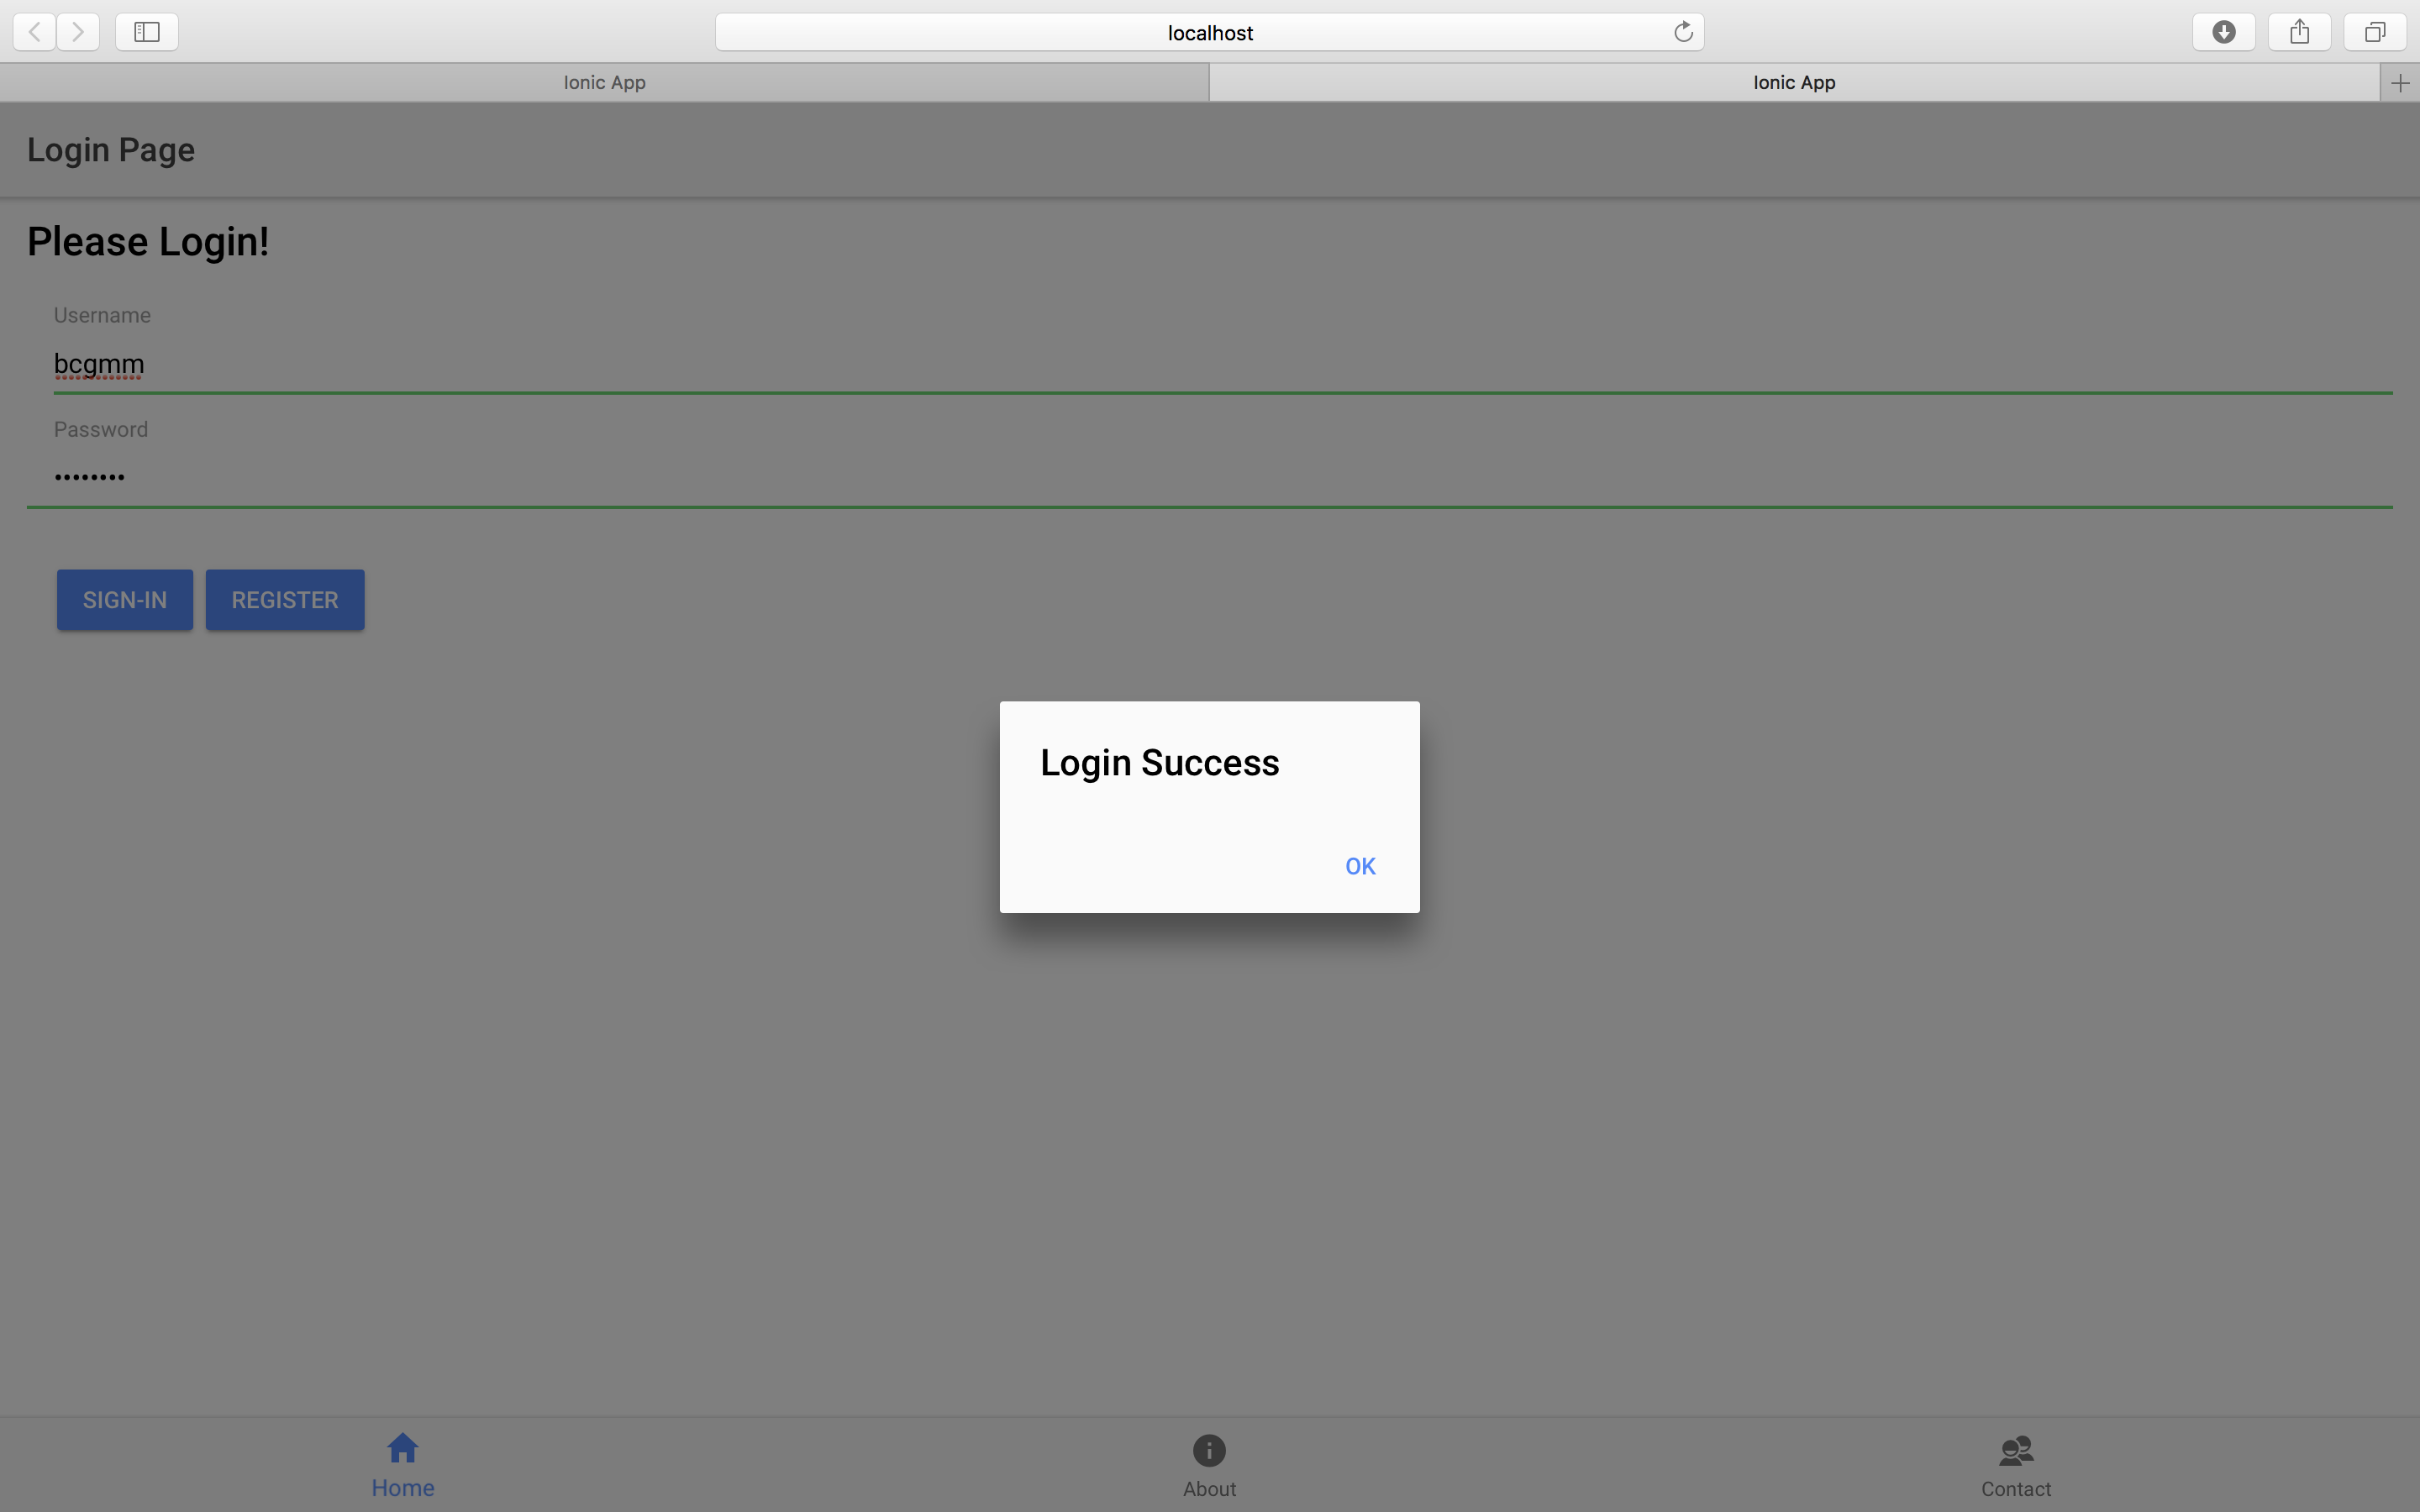 localhost
Ionic App
Ionic App
Login Page
Please Login!
Username
bcgmm
Password
••••••••
SIGN-IN REGISTER
Login Success
OK
Home About Contact